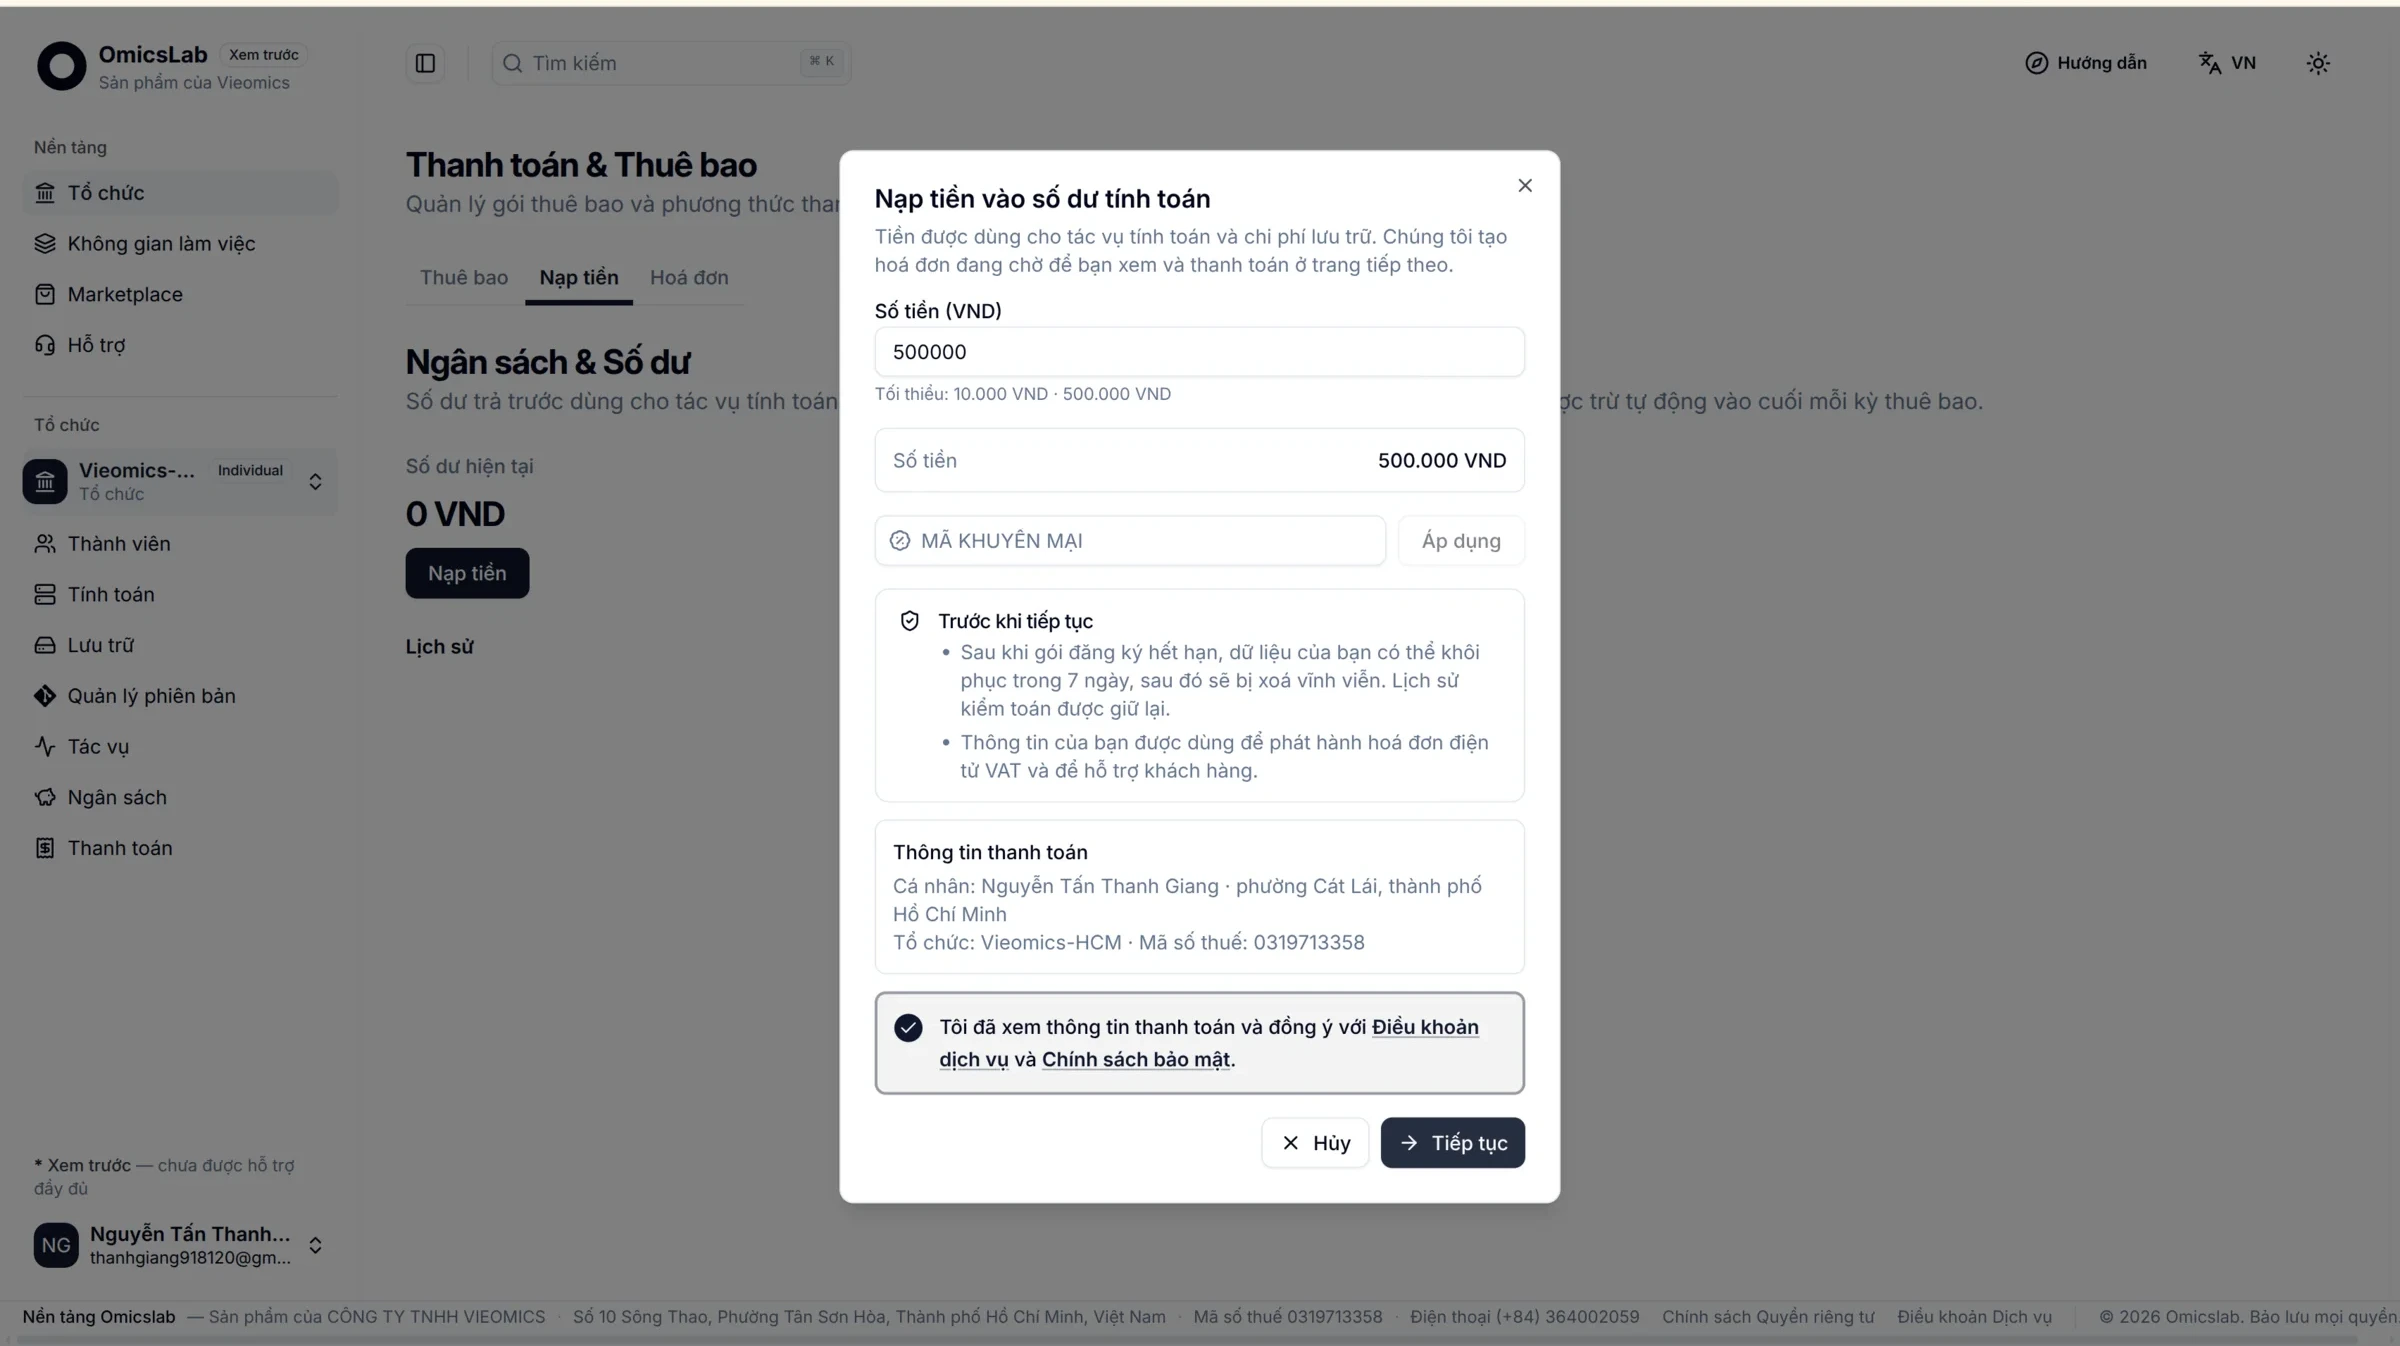 OmicsLab
Xem trước
Sản phẩm của Vieomics
Tìm kiếm
⌘ K
Hướng dẫn
VN
Nền tảng
Tổ chức
Không gian làm việc
Marketplace
Hỗ trợ
Tổ chức
Vieomics-...
Individual
Tổ chức
Thành viên
Tính toán
Lưu trữ
Quản lý phiên bản
Tác vụ
Ngân sách
Thanh toán
* Xem trước — chưa được hỗ trợ
đầy đủ
NG
Nguyễn Tấn Thanh...
thanhgiang918120@gm...
Thanh toán & Thuê bao
Quản lý gói thuê bao và phương thức
Thuê bao
Nạp tiền
Hoá đơn
Ngân sách & Số dư
Số dư trả trước dùng cho tác vụ tính toán
trừ tự động vào cuối mỗi kỳ thuê bao.
Số dư hiện tại
0 VND
Nạp tiền
Lịch sử
Nạp tiền vào số dư tính toán
Tiền được dùng cho tác vụ tính toán và chi phí lưu trữ. Chúng tôi tạo
hoá đơn đang chờ để bạn xem và thanh toán ở trang tiếp theo.
Số tiền (VND)
500000
Tối thiểu: 10.000 VND · 500.000 VND
Số tiền
500.000 VND
MÃ KHUYẾN MẠI
Áp dụng
Trước khi tiếp tục
• Sau khi gói đăng ký hết hạn, dữ liệu của bạn có thể khôi
phục trong 7 ngày, sau đó sẽ bị xoá vĩnh viễn. Lịch sử
kiểm toán được giữ lại.
• Thông tin của bạn được dùng để phát hành hoá đơn điện
tử VAT và để hỗ trợ khách hàng.
Thông tin thanh toán
Cá nhân: Nguyễn Tấn Thanh Giang · phường Cát Lái, thành phố
Hồ Chí Minh
Tổ chức: Vieomics-HCM · Mã số thuế: 0319713358
Tôi đã xem thông tin thanh toán và đồng ý với Điều khoản
dịch vụ và Chính sách bảo mật.
Hủy
Tiếp tục
Nền tảng Omicslab — Sản phẩm của CÔNG TY TNHH VIEOMICS · Số 10 Sông Thao, Phường Tân Sơn Hòa, Thành phố Hồ Chí Minh, Việt Nam · Mã số thuế 0319713358 · Điện thoại (+84) 364002059 Chính sách Quyền riêng tư Điều khoản Dịch vụ © 2026 Omicslab. Bảo lưu mọi quyền.